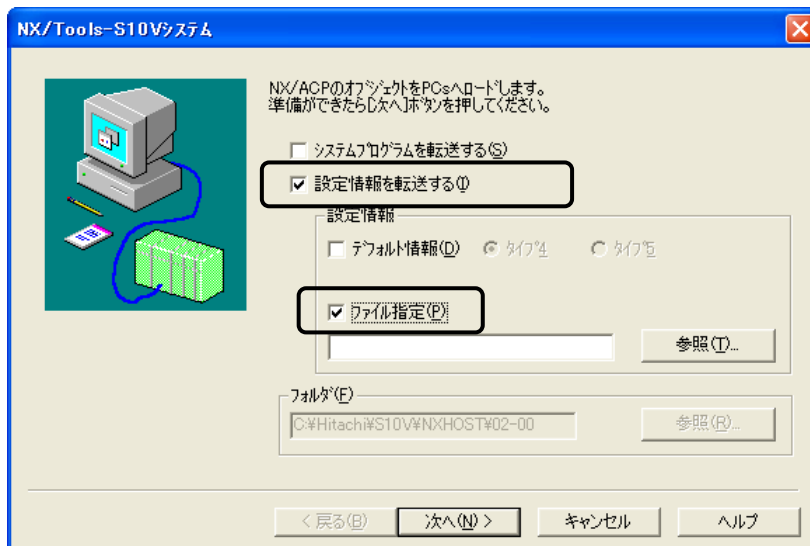 NX/Tools-S10Vシステム
NX/ACPのオブジェクトをPCsへロードします。
準備ができたら[次へ]ボタンを押してください。
システムプログラムを転送する(S)
設定情報を転送する(I)
設定情報
デフォルト情報(D) タイプ4 タイプ5
ファイル指定(P)
参照(T)...
フォルダ(F)
C:¥Hitachi¥S10V¥NXHOST¥02-00 参照(R)...
< 戻る(B) 次へ(N) > キャンセル ヘルプ